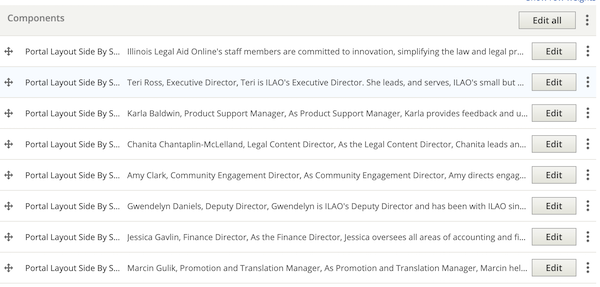 Components
Edit all
Portal Layout Side By S... Illinois Legal Aid Online's staff members are committed to innovation, simplifying the law and legal pr... Edit
Portal Layout Side By S... Teri Ross, Executive Director, Teri is ILAO's Executive Director. She leads, and serves, ILAO's small but ... Edit
Portal Layout Side By S... Karla Baldwin, Product Support Manager, As Product Support Manager, Karla provides feedback and u... Edit
Portal Layout Side By S... Chanita Chantaplin-McLelland, Legal Content Director, As the Legal Content Director, Chanita leads an... Edit
Portal Layout Side By S... Amy Clark, Community Engagement Director, As Community Engagement Director, Amy directs engag... Edit
Portal Layout Side By S... Gwendelyn Daniels, Deputy Director, Gwendelyn is ILAO's Deputy Director and has been with ILAO sin... Edit
Portal Layout Side By S... Jessica Gavlin, Finance Director, As the Finance Director, Jessica oversees all areas of accounting and fi... Edit
Portal Layout Side By S... Marcin Gulik, Promotion and Translation Manager, As Promotion and Translation Manager, Marcin hel... Edit